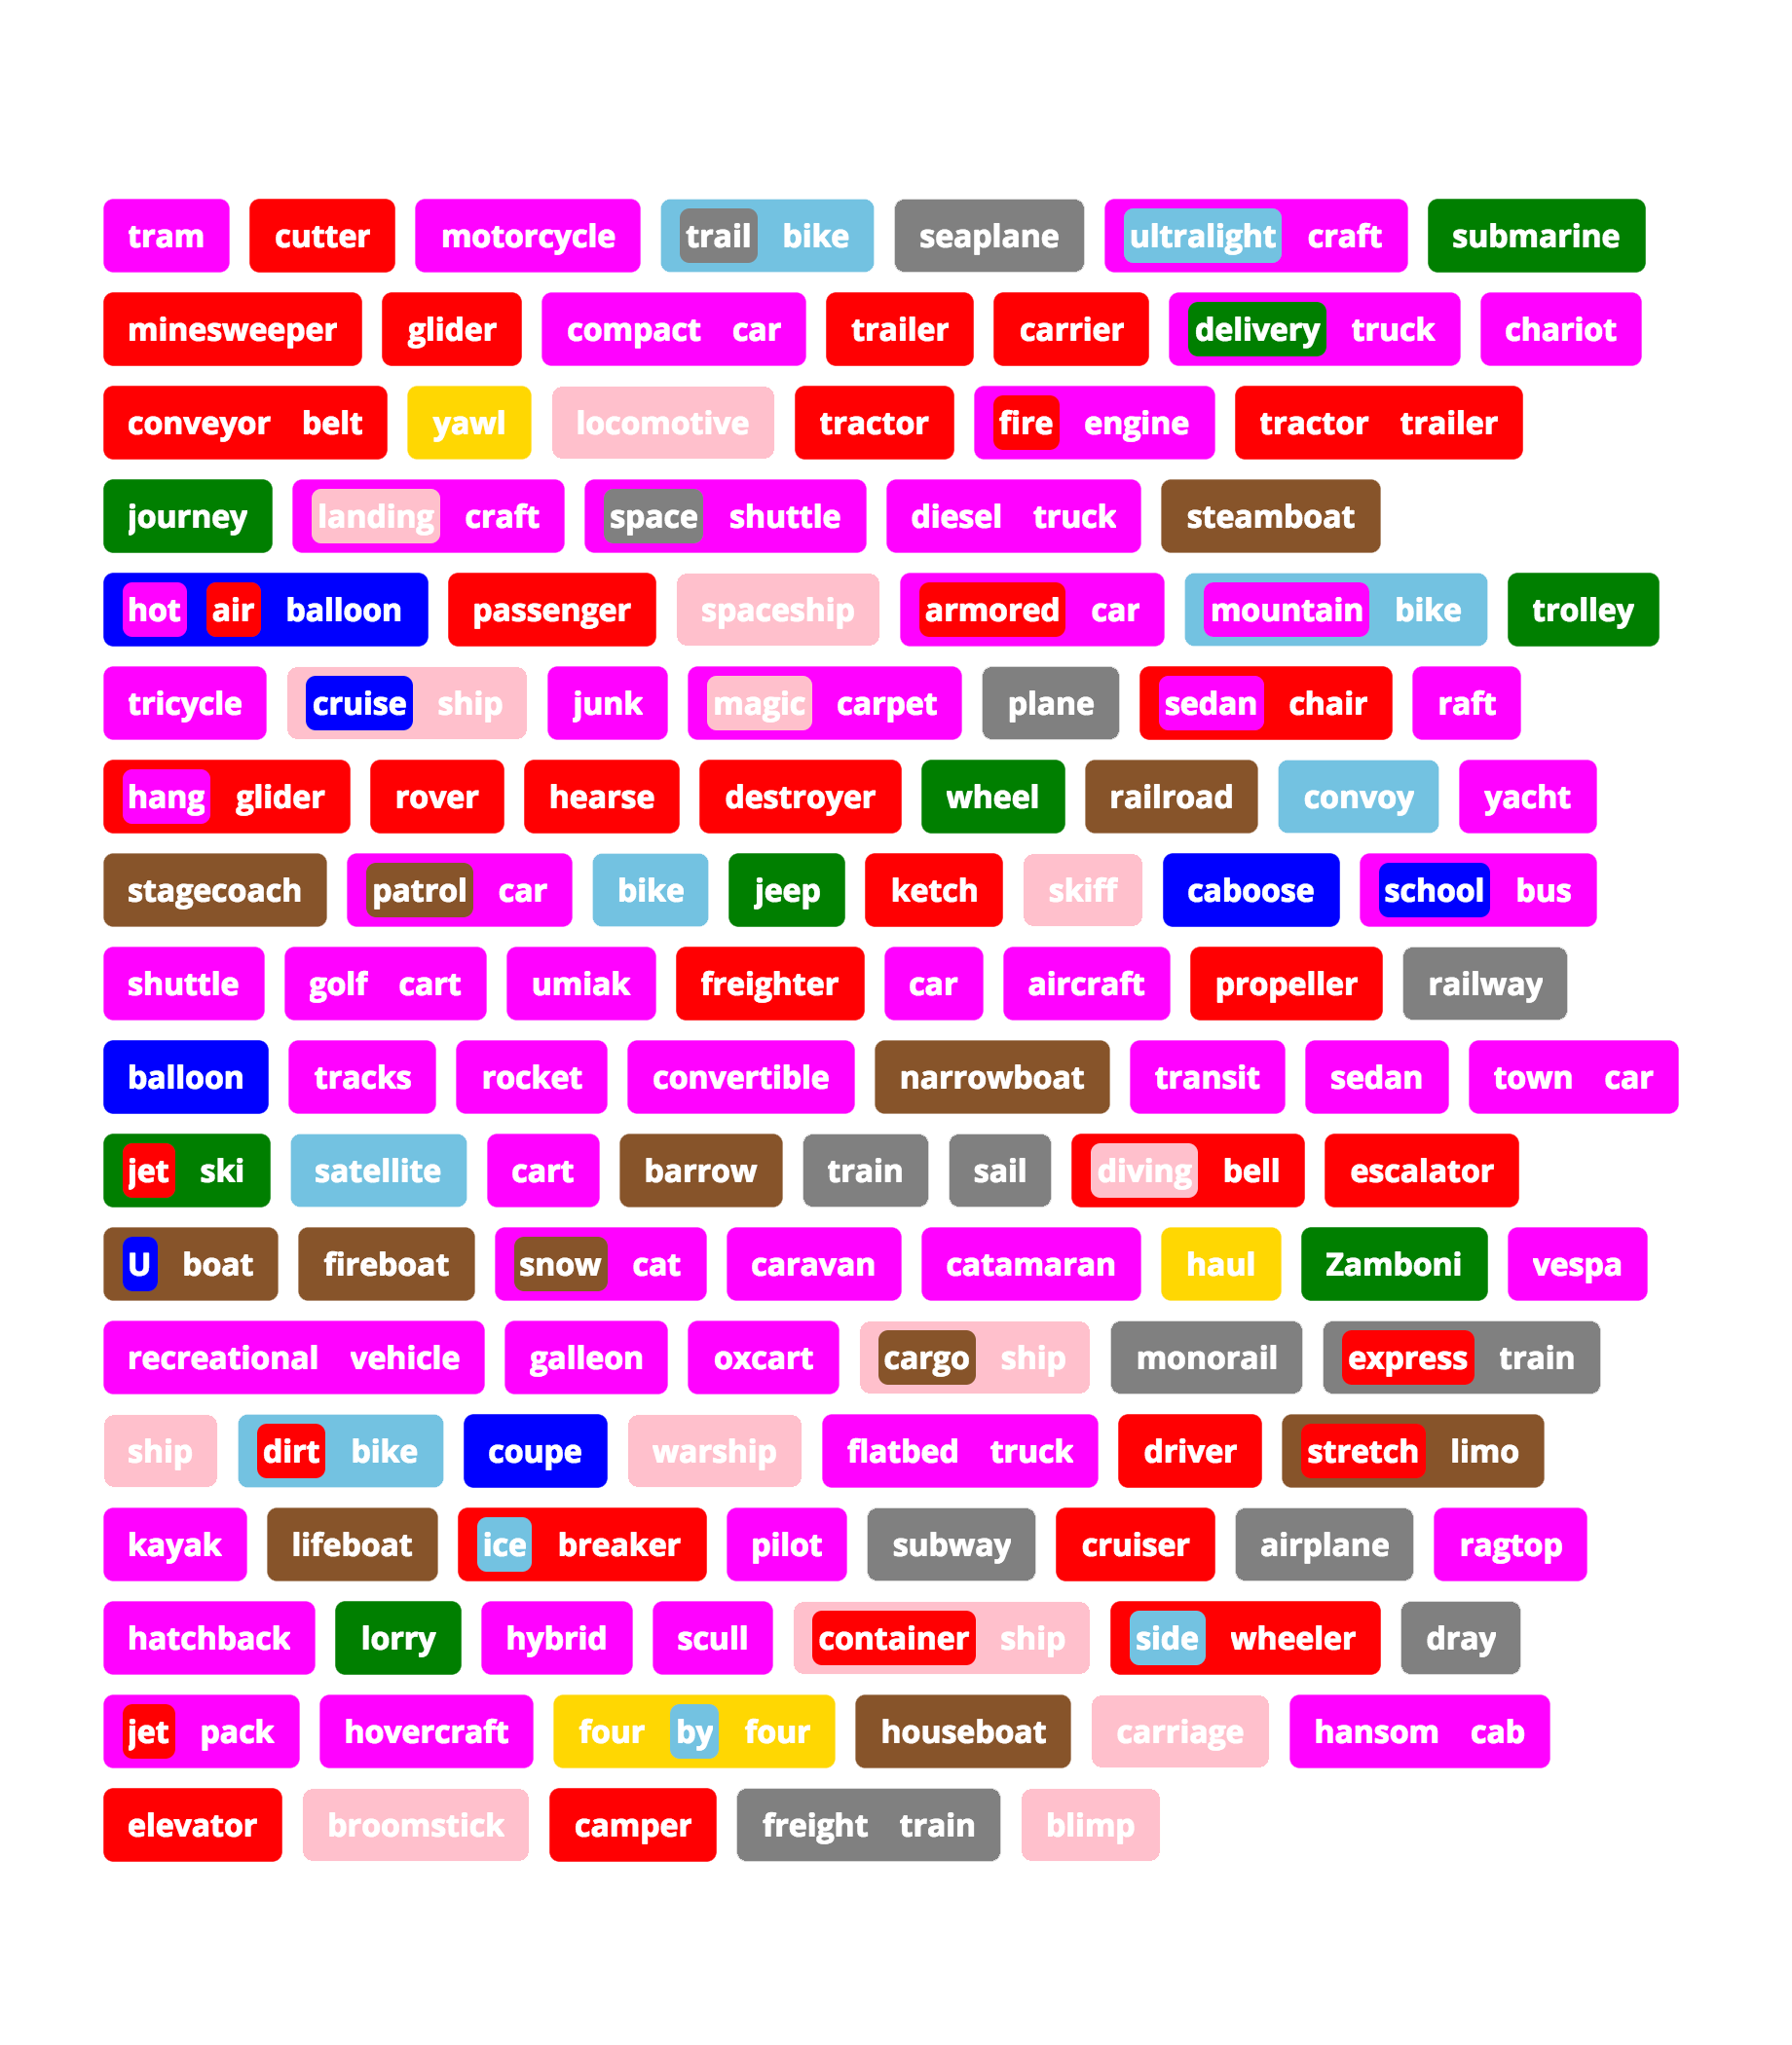 tram cutter motorcycle trail bike seaplane ultralight craft submarine
minesweeper glider compact car trailer carrier delivery truck chariot
conveyor belt yawl locomotive tractor fire engine tractor trailer
journey landing craft space shuttle diesel truck steamboat
hot air balloon passenger spaceship armored car mountain bike trolley
tricycle cruise ship junk magic carpet plane sedan chair raft
hang glider rover hearse destroyer wheel railroad convoy yacht
stagecoach patrol car bike jeep ketch skiff caboose school bus
shuttle golf cart umiak freighter car aircraft propeller railway
balloon tracks rocket convertible narrowboat transit sedan town car
jet ski satellite cart barrow train sail diving bell escalator
U boat fireboat snow cat caravan catamaran haul Zamboni vespa
recreational vehicle galleon oxcart cargo ship monorail express train
ship dirt bike coupe warship flatbed truck driver stretch limo
kayak lifeboat ice breaker pilot subway cruiser airplane ragtop
hatchback lorry hybrid scull container ship side wheeler dray
jet pack hovercraft four by four houseboat carriage hansom cab
elevator broomstick camper freight train blimp